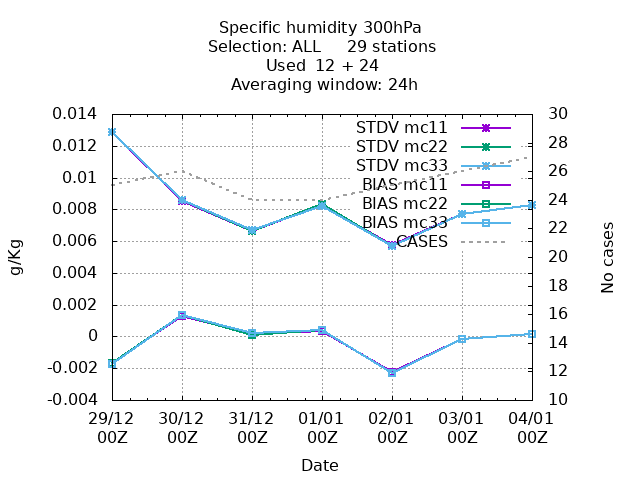 Specific humidity 300hPa
Selection: ALL     29 stations
Used  12 + 24
Averaging window: 24h
0.014
0.012
0.01
0.008
0.006
0.004
0.002
0
-0.002
-0.004
g/Kg
STDV mc11
STDV mc22
STDV mc33
BIAS mc11
BIAS mc22
BIAS mc33
CASES
30
28
26
24
22
20
18
16
14
12
10
No cases
29/12 30/12 31/12 01/01 02/01 03/01 04/01
00Z 00Z 00Z 00Z 00Z 00Z 00Z
Date